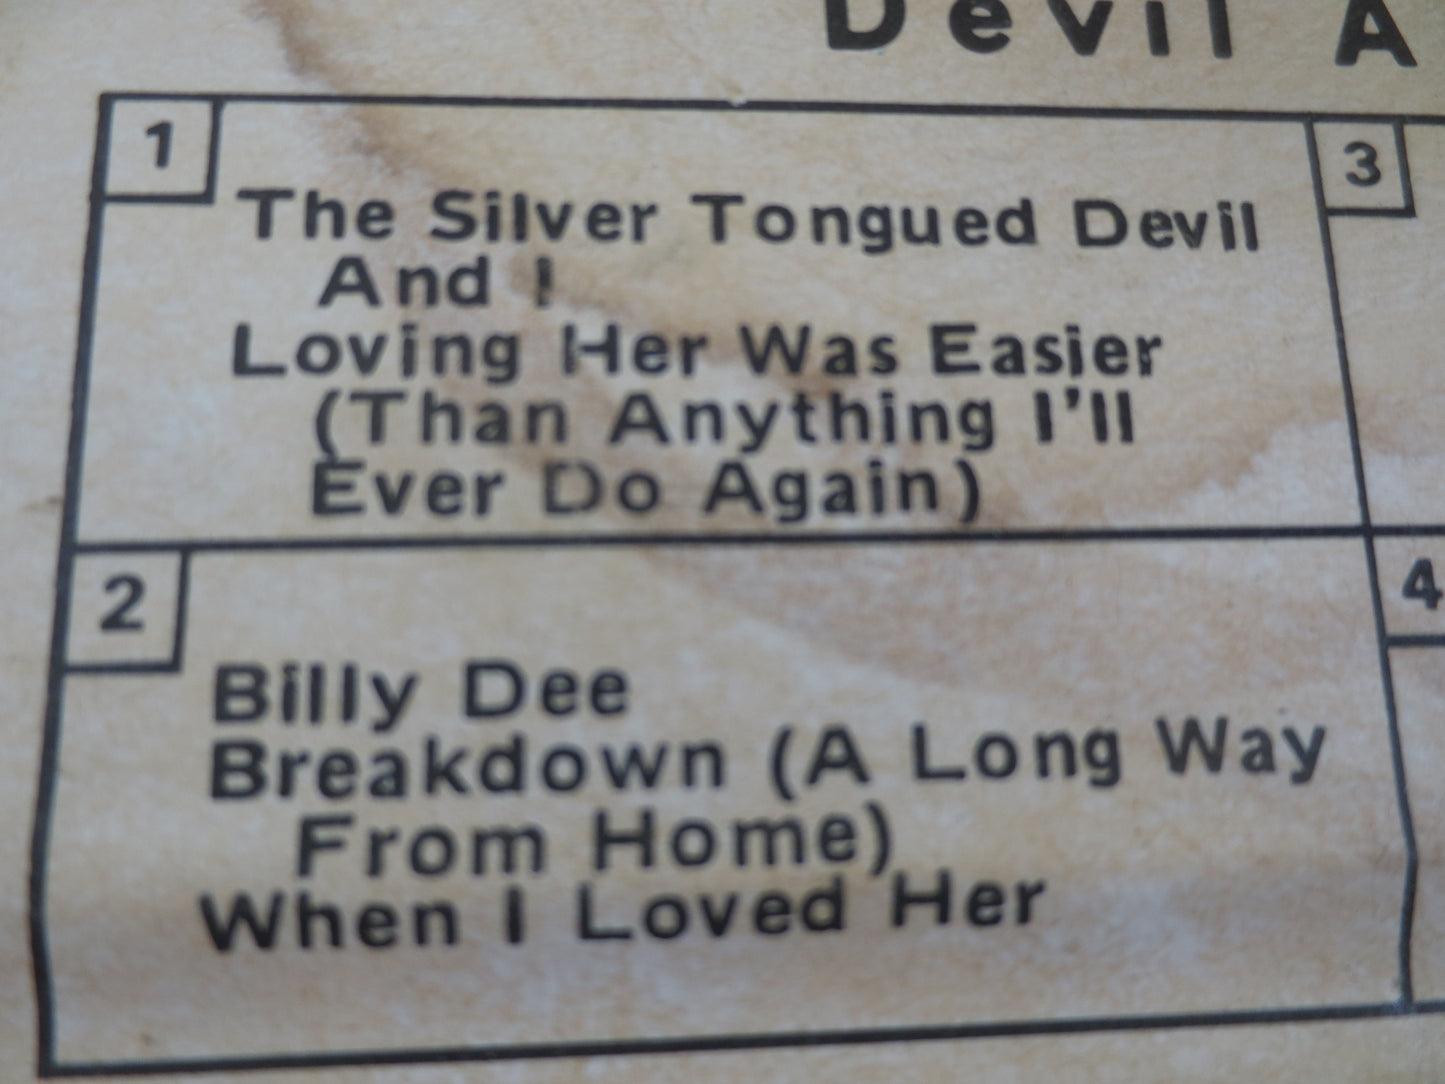 Devil A
1
The Silver Tongued Devil
And I
Loving Her Was Easier
(Than Anything I'll
Ever Do Again)
2
Billy Dee
Breakdown (A Long Way
From Home)
When I Loved Her
3
4